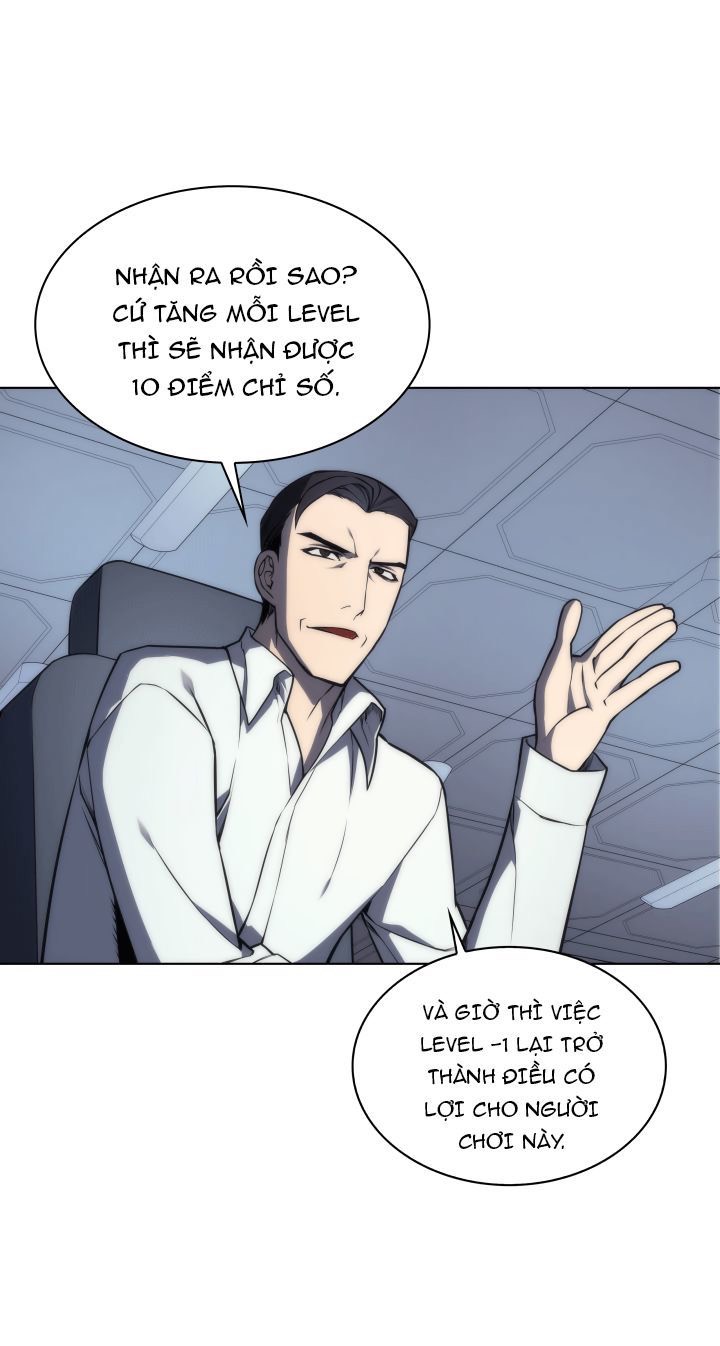 NHẬN RA RỒI SAO?
CỨ TĂNG MỖI LEVEL
THÌ SẼ NHẬN ĐƯỢC
10 ĐIỂM CHỈ SỐ.
VÀ GIỜ THÌ VIỆC
LEVEL -1 LẠI TRỞ
THÀNH ĐIỀU CÓ
LỢI CHO NGƯỜI
CHƠI NÀY.